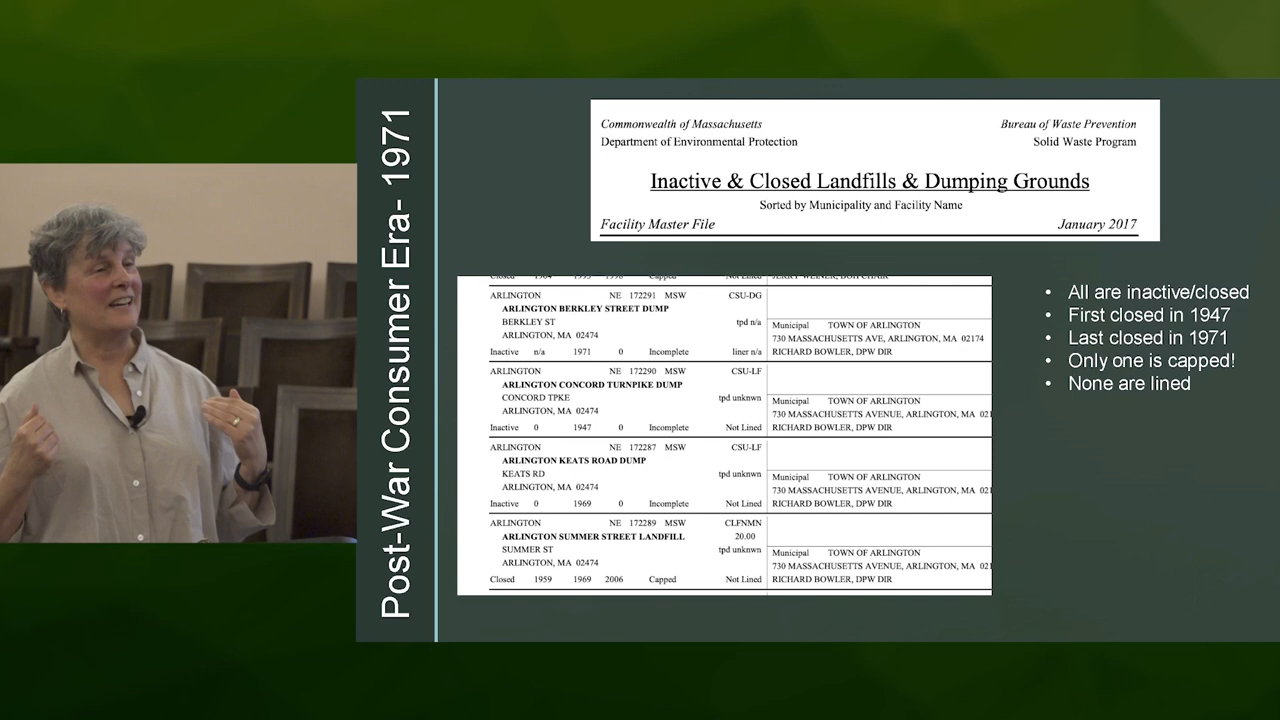 Post-War Consumer Era- 1971
Commonwealth of Massachusetts Bureau of Waste Prevention
Department of Environmental Protection Solid Waste Program
Inactive & Closed Landfills & Dumping Grounds
Sorted by Municipality and Facility Name
Facility Master File January 2017
Closed Capped Not Lined
ARLINGTON NE 172291 MSW CSU-DG
ARLINGTON BERKLEY STREET DUMP
BERKLEY ST tpd n/a
Municipal TOWN OF ARLINGTON
ARLINGTON, MA 02474
730 MASSACHUSETTS AVE, ARLINGTON, MA 02174
Inactive n/a 1971 0 Incomplete liner n/a RICHARD BOWLER, DPW DIR
ARLINGTON NE 172290 MSW CSU-LF
ARLINGTON CONCORD TURNPIKE DUMP
CONCORD TPKE tpd unknwn
Municipal TOWN OF ARLINGTON
ARLINGTON, MA 02474
730 MASSACHUSETTS AVENUE, ARLINGTON, MA 021
Inactive 0 1947 0 Incomplete Not Lined RICHARD BOWLER, DPW DIR
ARLINGTON NE 172287 MSW CSU-LF
ARLINGTON KEATS ROAD DUMP
KEATS RD tpd unknwn
Municipal TOWN OF ARLINGTON
ARLINGTON, MA 02474
730 MASSACHUSETTS AVENUE, ARLINGTON, MA 021
Inactive 0 1969 0 Incomplete Not Lined RICHARD BOWLER, DPW DIR
ARLINGTON NE 172289 MSW CLFNMN
ARLINGTON SUMMER STREET LANDFILL 20.00
SUMMER ST tpd unknwn
Municipal TOWN OF ARLINGTON
ARLINGTON, MA 02474
730 MASSACHUSETTS AVENUE, ARLINGTON, MA 021
Closed 1959 1969 2006 Capped Not Lined RICHARD BOWLER, DPW DIR
• All are inactive/closed
• First closed in 1947
• Last closed in 1971
• Only one is capped!
• None are lined